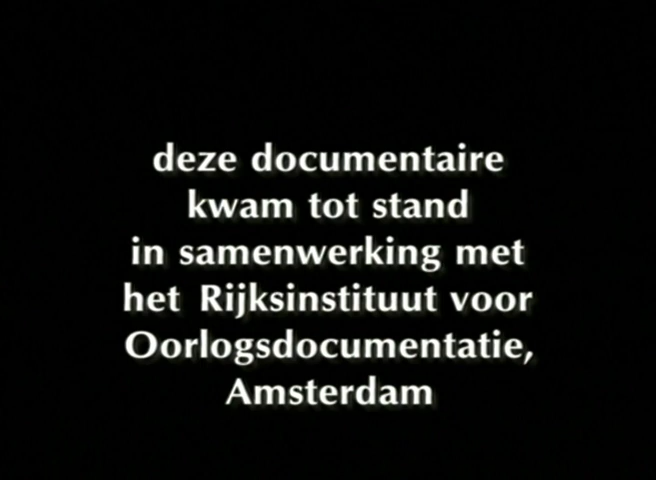 deze documentaire
kwam tot stand
in samenwerking met
het Rijksinstituut voor
Oorlogsdocumentatie,
Amsterdam